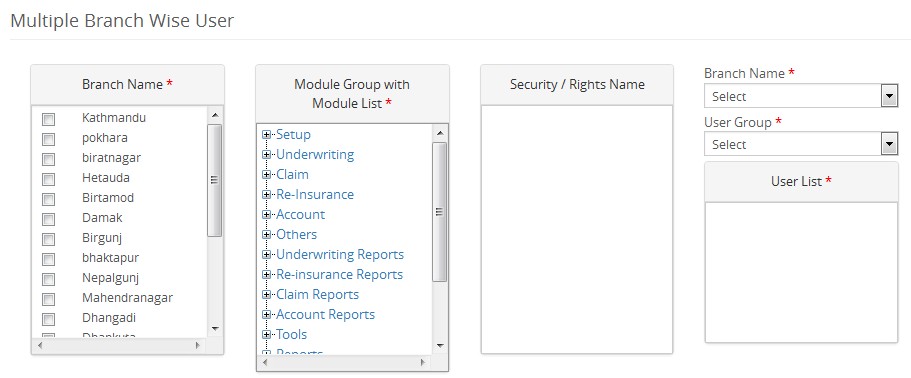 Multiple Branch Wise User
Branch Name *
Kathmandu
pokhara
biratnagar
Hetauda
Birtamod
Damak
Birgunj
bhaktapur
Nepalgunj
Mahendranagar
Dhangadi
Dhankuta
Module Group with
Module List *
Setup
Underwriting
Claim
Re-Insurance
Account
Others
Underwriting Reports
Re-insurance Reports
Claim Reports
Account Reports
Tools
Reports
Security / Rights Name
Branch Name *
Select
User Group *
Select
User List *